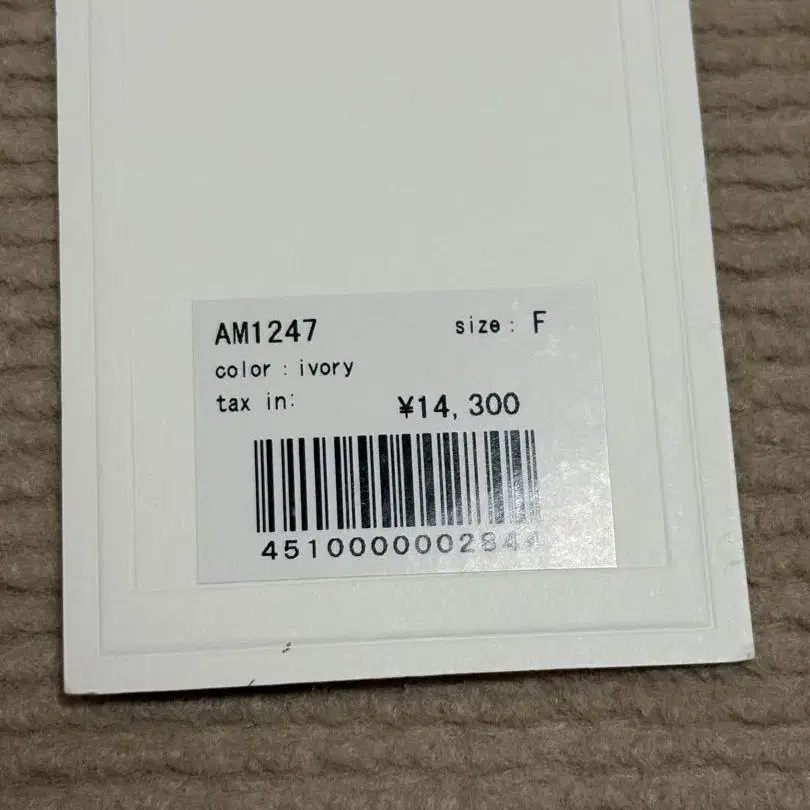 AM1247 size : F
color : ivory
tax in: ¥14,300
4510000002844